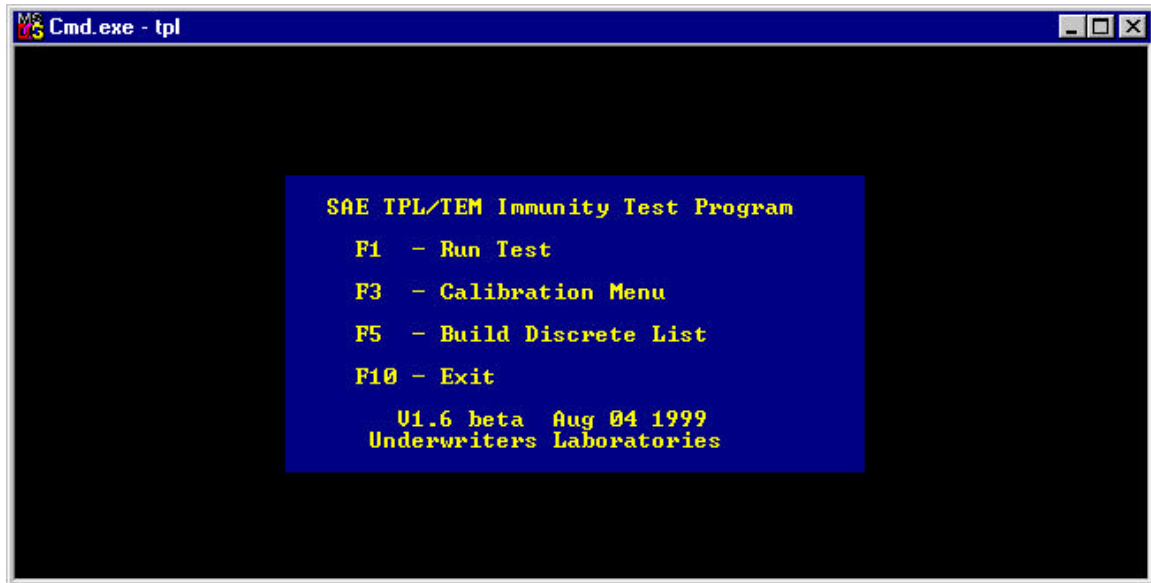 Cmd.exe - tpl
SAE TPL/TEM Immunity Test Program
F1 - Run Test
F3 - Calibration Menu
F5 - Build Discrete List
F10 - Exit
V1.6 beta Aug 04 1999
Underwriters Laboratories